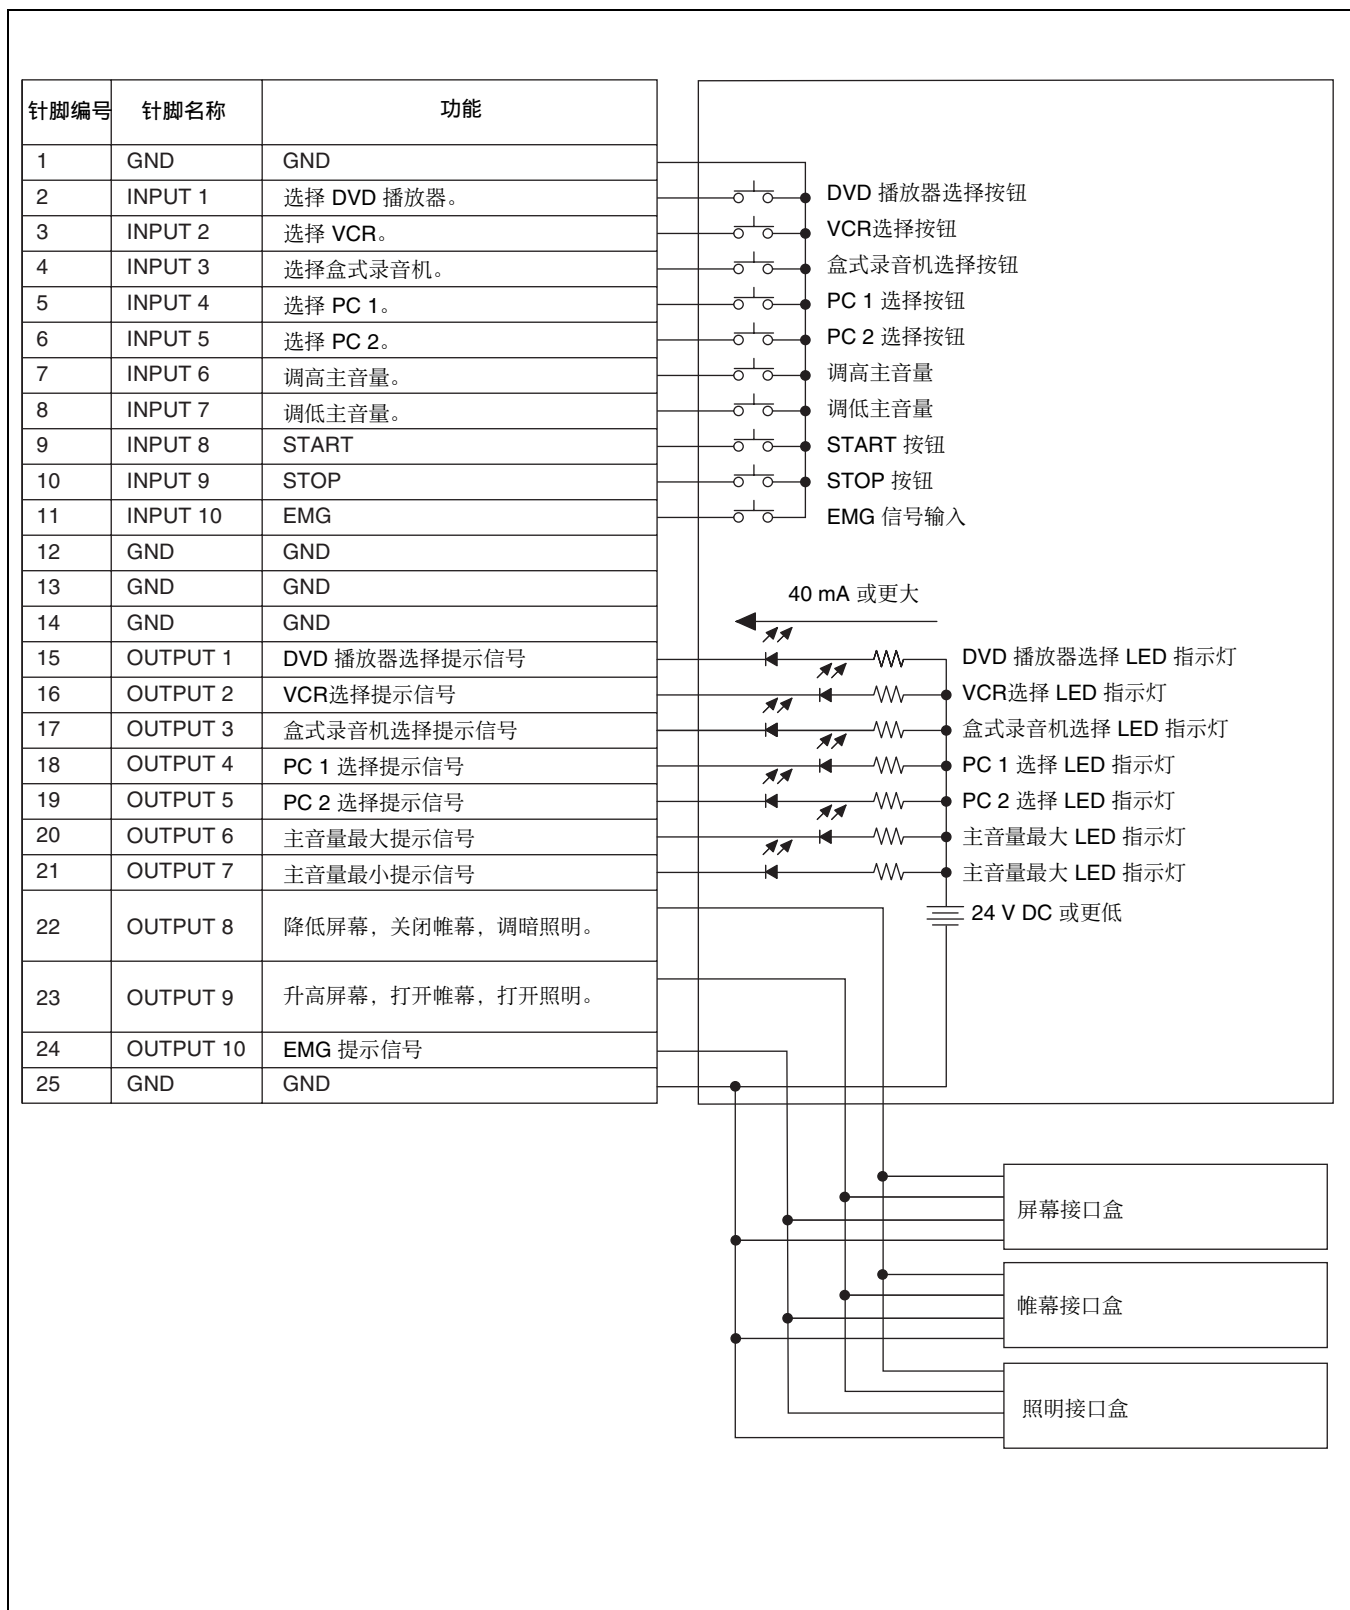 针脚编号 针脚名称 功能
1 GND GND
2 INPUT 1 选择 DVD 播放器。 DVD 播放器选择按钮
3 INPUT 2 选择 VCR。 VCR选择按钮
4 INPUT 3 选择盒式录音机。 盒式录音机选择按钮
5 INPUT 4 选择 PC 1。 PC 1 选择按钮
6 INPUT 5 选择 PC 2。 PC 2 选择按钮
7 INPUT 6 调高主音量。 调高主音量
8 INPUT 7 调低主音量。 调低主音量
9 INPUT 8 START START 按钮
10 INPUT 9 STOP STOP 按钮
11 INPUT 10 EMG EMG 信号输入
12 GND GND
13 GND GND
40 mA 或更大
14 GND GND
15 OUTPUT 1 DVD 播放器选择提示信号 DVD 播放器选择 LED 指示灯
16 OUTPUT 2 VCR选择提示信号 VCR选择 LED 指示灯
17 OUTPUT 3 盒式录音机选择提示信号 盒式录音机选择 LED 指示灯
18 OUTPUT 4 PC 1 选择提示信号 PC 1 选择 LED 指示灯
19 OUTPUT 5 PC 2 选择提示信号 PC 2 选择 LED 指示灯
20 OUTPUT 6 主音量最大提示信号 主音量最大 LED 指示灯
21 OUTPUT 7 主音量最小提示信号 主音量最大 LED 指示灯
22 OUTPUT 8 降低屏幕，关闭帷幕，调暗照明。 24 V DC 或更低
23 OUTPUT 9 升高屏幕，打开帷幕，打开照明。
24 OUTPUT 10 EMG 提示信号
25 GND GND
屏幕接口盒
帷幕接口盒
照明接口盒